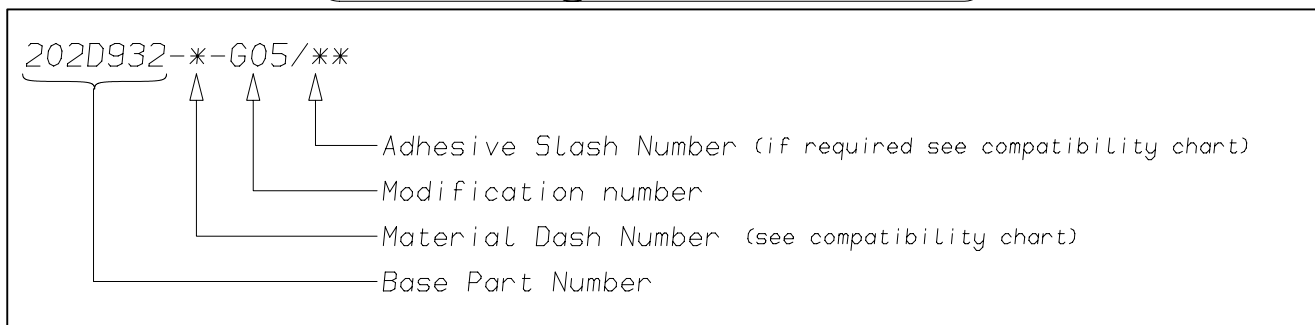 202D932-*-G05/**
Adhesive Slash Number (if required see compatibility chart)
Modification number
Material Dash Number (see compatibility chart)
Base Part Number